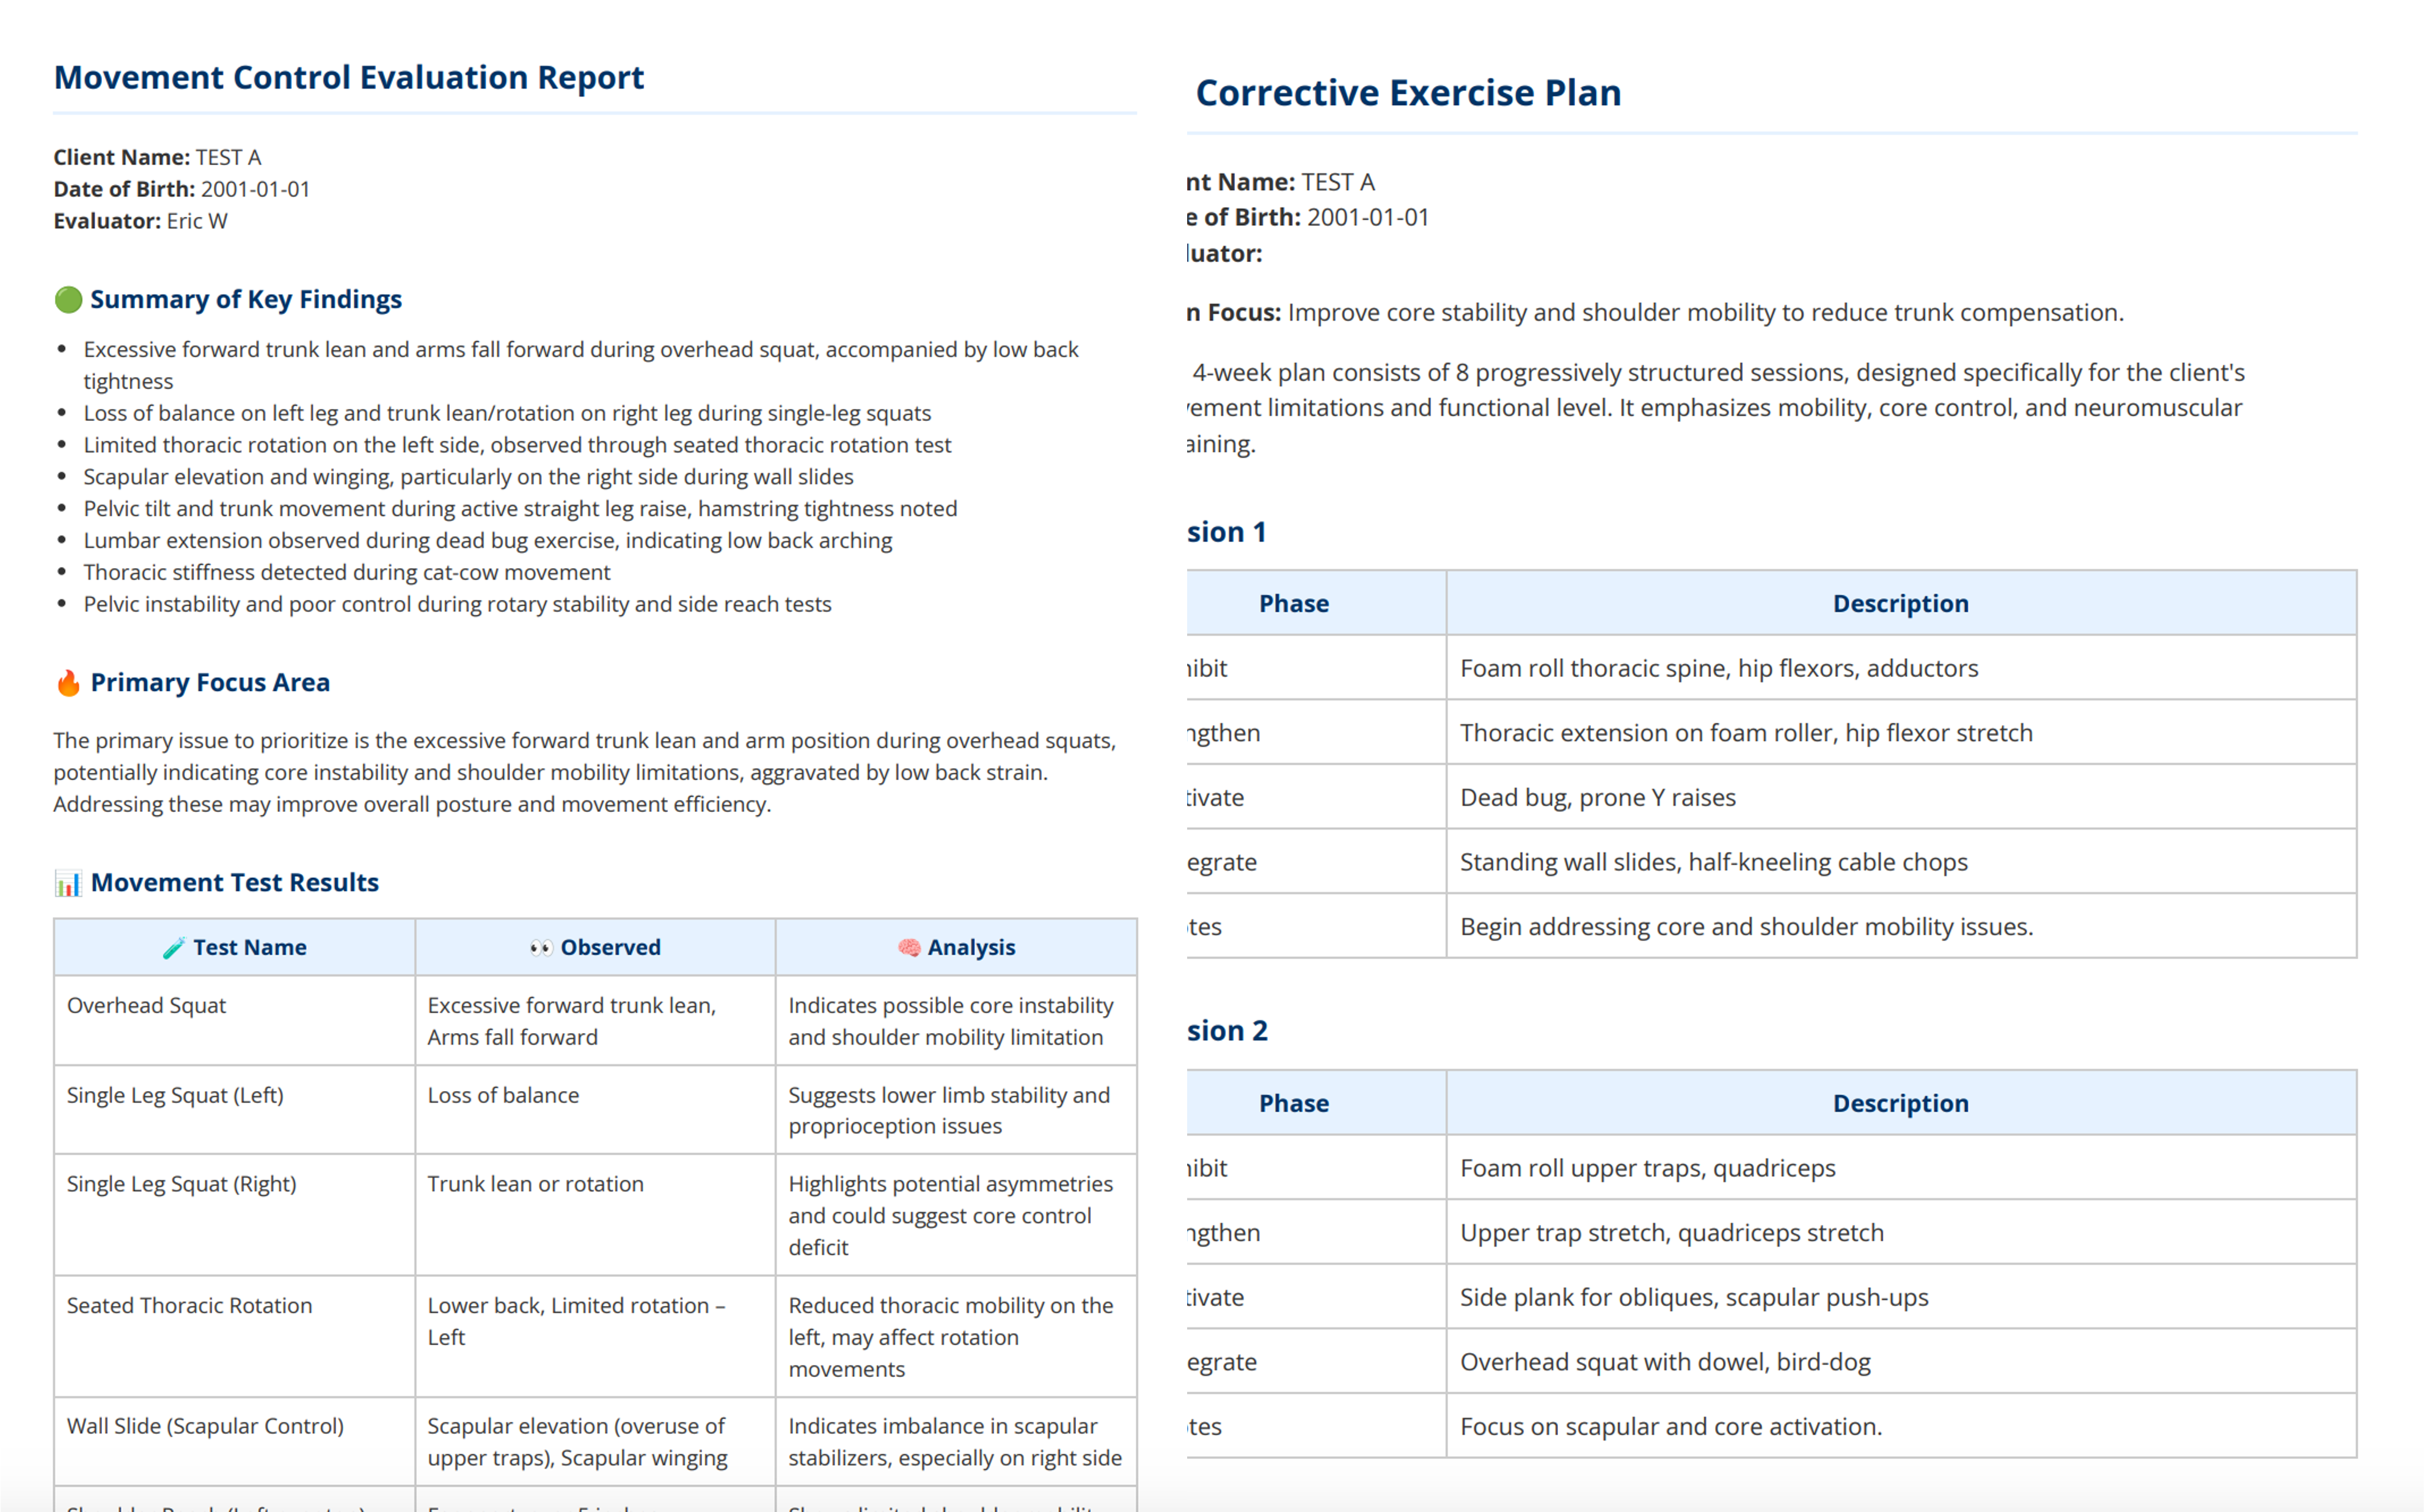 Movement Control Evaluation Report
Client Name: TEST A
Date of Birth: 2001-01-01
Evaluator: Eric W
🟢 Summary of Key Findings
• Excessive forward trunk lean and arms fall forward during overhead squat, accompanied by low back
tightness
• Loss of balance on left leg and trunk lean/rotation on right leg during single-leg squats
• Limited thoracic rotation on the left side, observed through seated thoracic rotation test
• Scapular elevation and winging, particularly on the right side during wall slides
• Pelvic tilt and trunk movement during active straight leg raise, hamstring tightness noted
• Lumbar extension observed during dead bug exercise, indicating low back arching
• Thoracic stiffness detected during cat-cow movement
• Pelvic instability and poor control during rotary stability and side reach tests
🔥 Primary Focus Area
The primary issue to prioritize is the excessive forward trunk lean and arm position during overhead squats,
potentially indicating core instability and shoulder mobility limitations, aggravated by low back strain.
Addressing these may improve overall posture and movement efficiency.
📊 Movement Test Results
🧪 Test Name 👀 Observed 🧠 Analysis
Overhead Squat
Excessive forward trunk lean,
Arms fall forward
Indicates possible core instability
and shoulder mobility limitation
Single Leg Squat (Left)
Loss of balance
Suggests lower limb stability and
proprioception issues
Single Leg Squat (Right)
Trunk lean or rotation
Highlights potential asymmetries
and could suggest core control
deficit
Seated Thoracic Rotation
Lower back, Limited rotation –
Left
Reduced thoracic mobility on the
left, may affect rotation
movements
Wall Slide (Scapular Control)
Scapular elevation (overuse of
upper traps), Scapular winging
Indicates imbalance in scapular
stabilizers, especially on right side
Corrective Exercise Plan
nt Name: TEST A
e of Birth: 2001-01-01
luator:
n Focus: Improve core stability and shoulder mobility to reduce trunk compensation.
4-week plan consists of 8 progressively structured sessions, designed specifically for the client's
vement limitations and functional level. It emphasizes mobility, core control, and neuromuscular
aining.
sion 1
Phase Description
hibit Foam roll thoracic spine, hip flexors, adductors
ngthen Thoracic extension on foam roller, hip flexor stretch
tivate Dead bug, prone Y raises
egrate Standing wall slides, half-kneeling cable chops
tes Begin addressing core and shoulder mobility issues.
sion 2
Phase Description
hibit Foam roll upper traps, quadriceps
ngthen Upper trap stretch, quadriceps stretch
tivate Side plank for obliques, scapular push-ups
egrate Overhead squat with dowel, bird-dog
tes Focus on scapular and core activation.